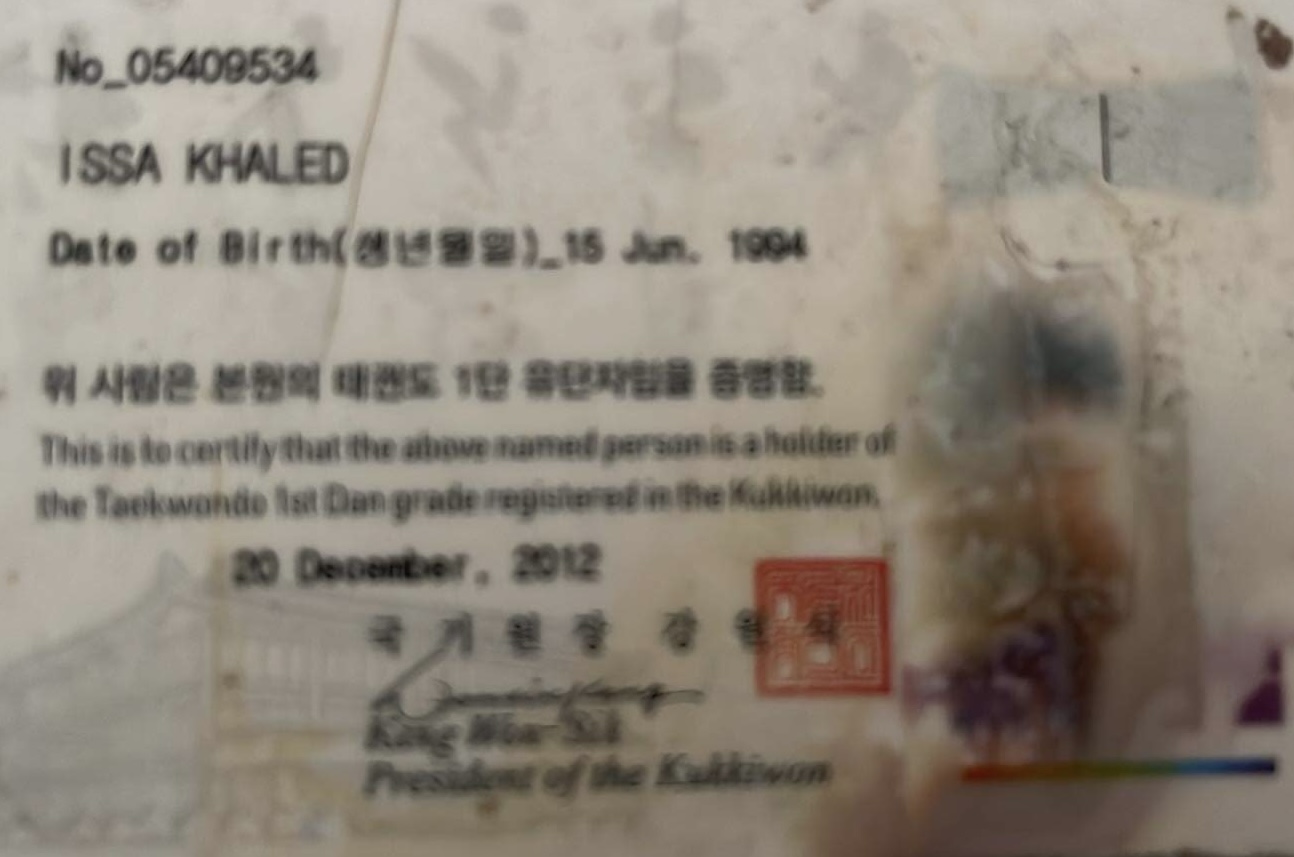 No_05409534
ISSA KHALED
Date of Birth(생년월일)_15 Jun. 1994
위 사람은 본원의 태권도 1단 유단자임을 증명함.
This is to certify that the above named person is a holder of
the Taekwondo 1st Dan grade registered in the Kukkiwon.
20 December, 2012
국 기 원 장 강 원 식
Kang Won-Sik
President of the Kukkiwon